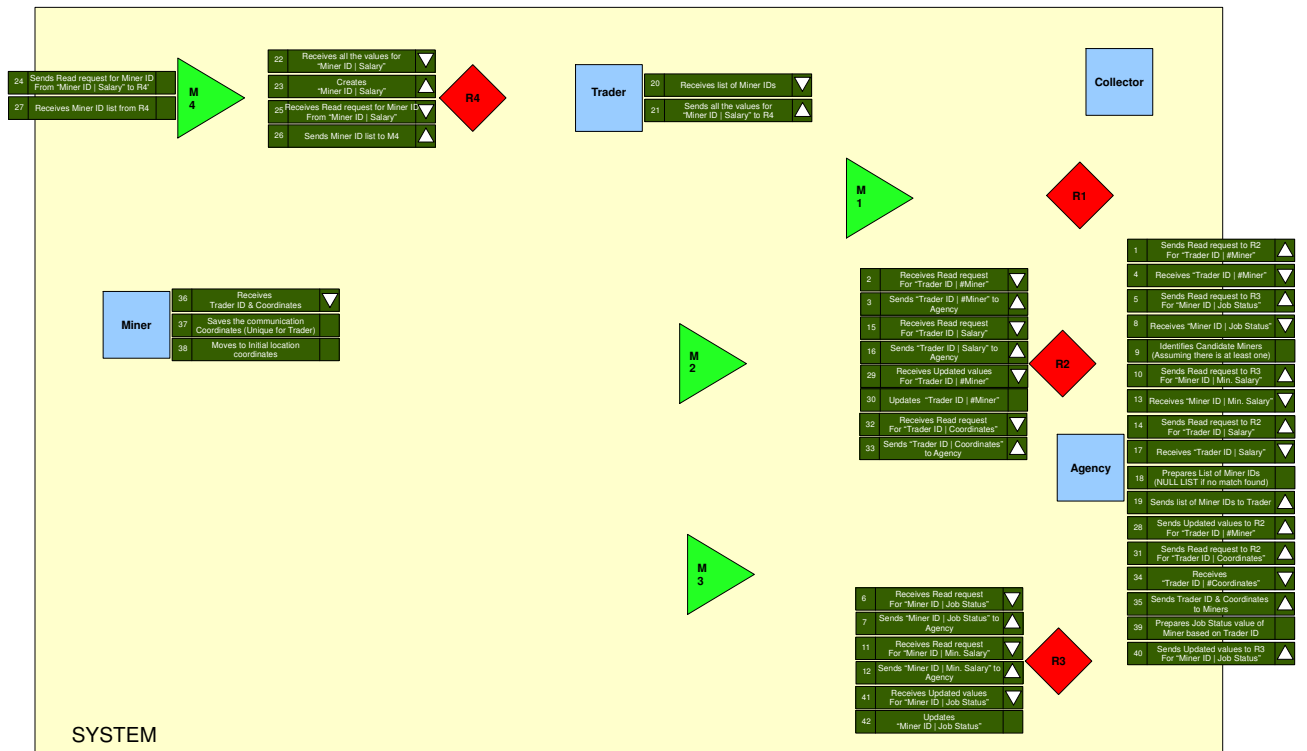 24 Sends Read request for Miner ID
From “Miner ID | Salary” to R4'
27 Receives Miner ID list from R4
M
4
22 Receives all the values for
“Miner ID | Salary”
23 Creates
“Miner ID | Salary”
25 Receives Read request for Miner ID
From “Miner ID | Salary”
26 Sends Miner ID list to M4
R4
Trader
20 Receives list of Miner IDs
21 Sends all the values for
“Miner ID | Salary” to R4
Collector
M
1
R1
Miner
36 Receives
Trader ID & Coordinates
37 Saves the communication
Coordinates (Unique for Trader)
38 Moves to Initial location
coordinates
M
2
2 Receives Read request
For “Trader ID | #Miner”
3 Sends “Trader ID | #Miner” to
Agency
15 Receives Read request
For “Trader ID | Salary”
16 Sends “Trader ID | Salary” to
Agency
29 Receives Updated values
For “Trader ID | #Miner”
30 Updates “Trader ID | #Miner”
32 Receives Read request
For “Trader ID | Coordinates”
33 Sends “Trader ID | Coordinates”
to Agency
R2
Agency
1 Sends Read request to R2
For “Trader ID | #Miner”
4 Receives “Trader ID | #Miner”
5 Sends Read request to R3
For “Miner ID | Job Status”
8 Receives “Miner ID | Job Status”
9 Identifies Candidate Miners
(Assuming there is at least one)
10 Sends Read request to R3
For “Miner ID | Min. Salary”
13 Receives “Miner ID | Min. Salary”
14 Sends Read request to R2
For “Trader ID | Salary”
17 Receives “Trader ID | Salary”
18 Prepares List of Miner IDs
(NULL LIST if no match found)
19 Sends list of Miner IDs to Trader
28 Sends Updated values to R2
For “Trader ID | #Miner”
31 Sends Read request to R2
For “Trader ID | Coordinates”
34 Receives
“Trader ID | #Coordinates”
35 Sends Trader ID & Coordinates
to Miners
39 Prepares Job Status value of
Miner based on Trader ID
40 Sends Updated values to R3
For “Miner ID | Job Status”
M
3
6 Receives Read request
For “Miner ID | Job Status”
7 Sends “Miner ID | Job Status” to
Agency
11 Receives Read request
For “Miner ID | Min. Salary”
12 Sends “Miner ID | Min. Salary” to
Agency
41 Receives Updated values
For “Miner ID | Job Status”
42 Updates
“Miner ID | Job Status”
R3
SYSTEM